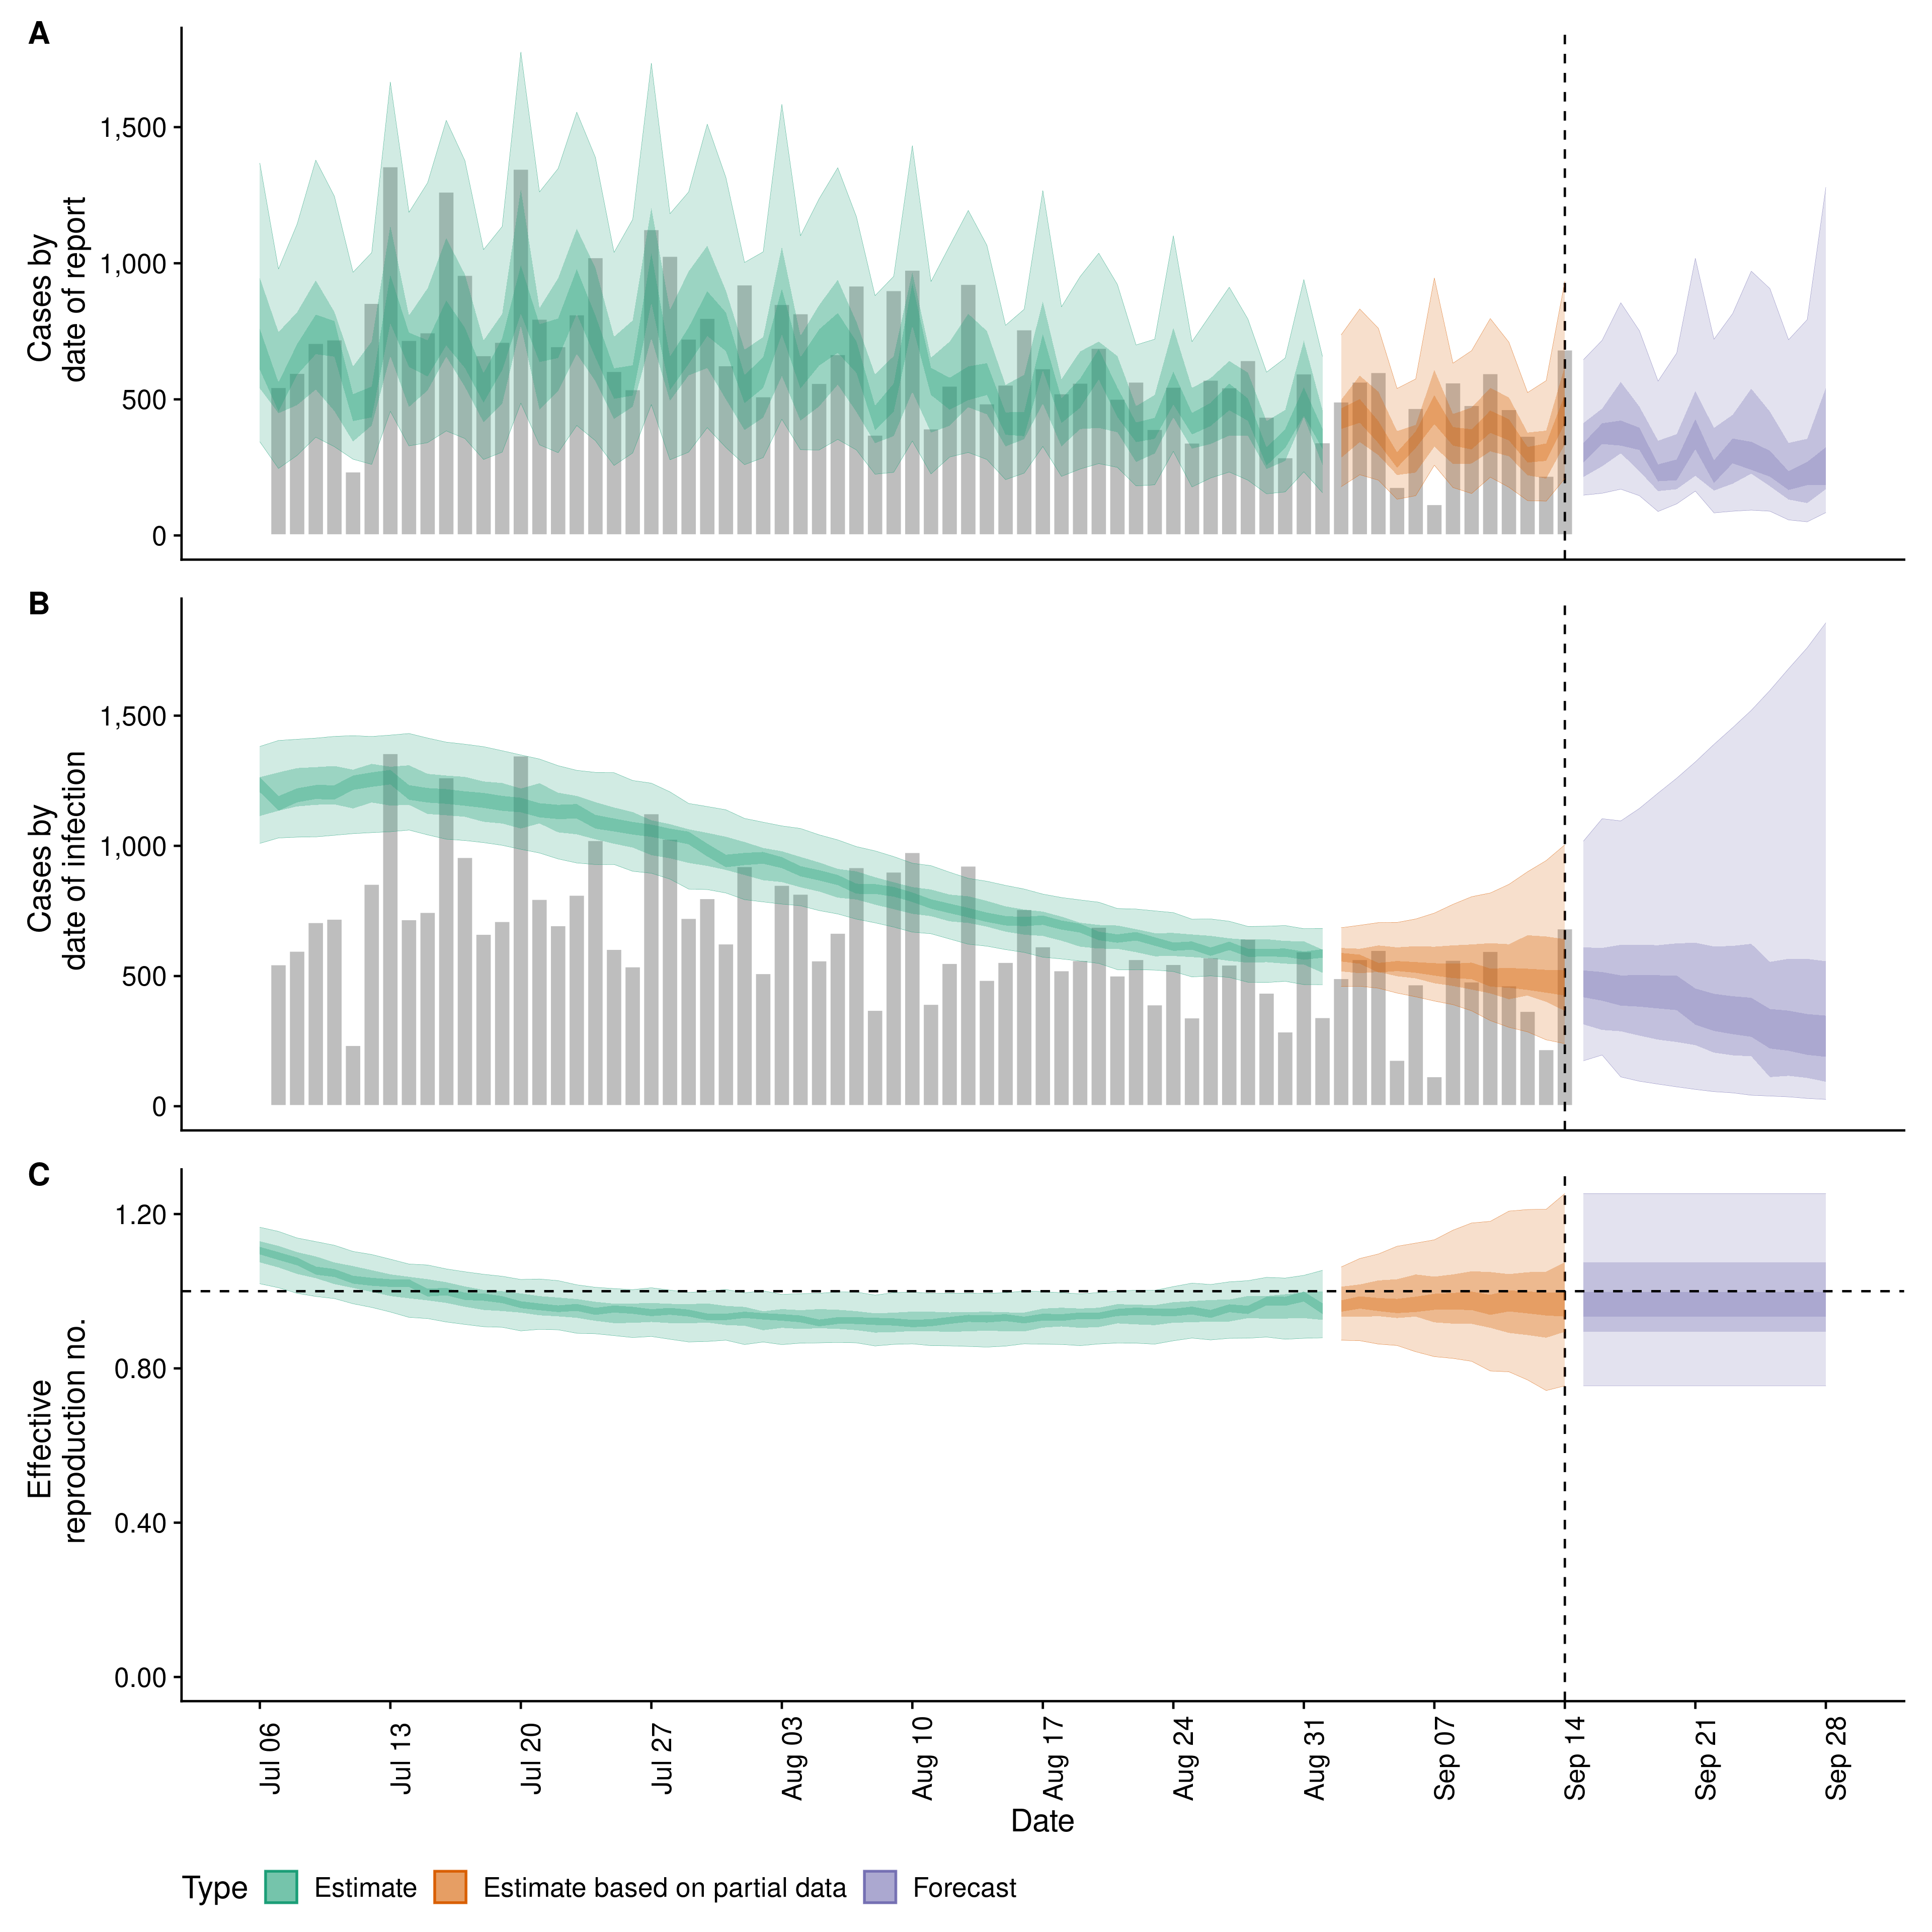 A
1,500
1,000
500
0
Cases by
date of report
B
1,500
1,000
500
0
Cases by
date of infection
C
1.20
0.80
0.40
0.00
Effective
reproduction no.
Jul 06
Jul 13
Jul 20
Jul 27
Aug 03
Aug 10
Aug 17
Aug 24
Aug 31
Sep 07
Sep 14
Sep 21
Sep 28
Date
Type Estimate Estimate based on partial data Forecast